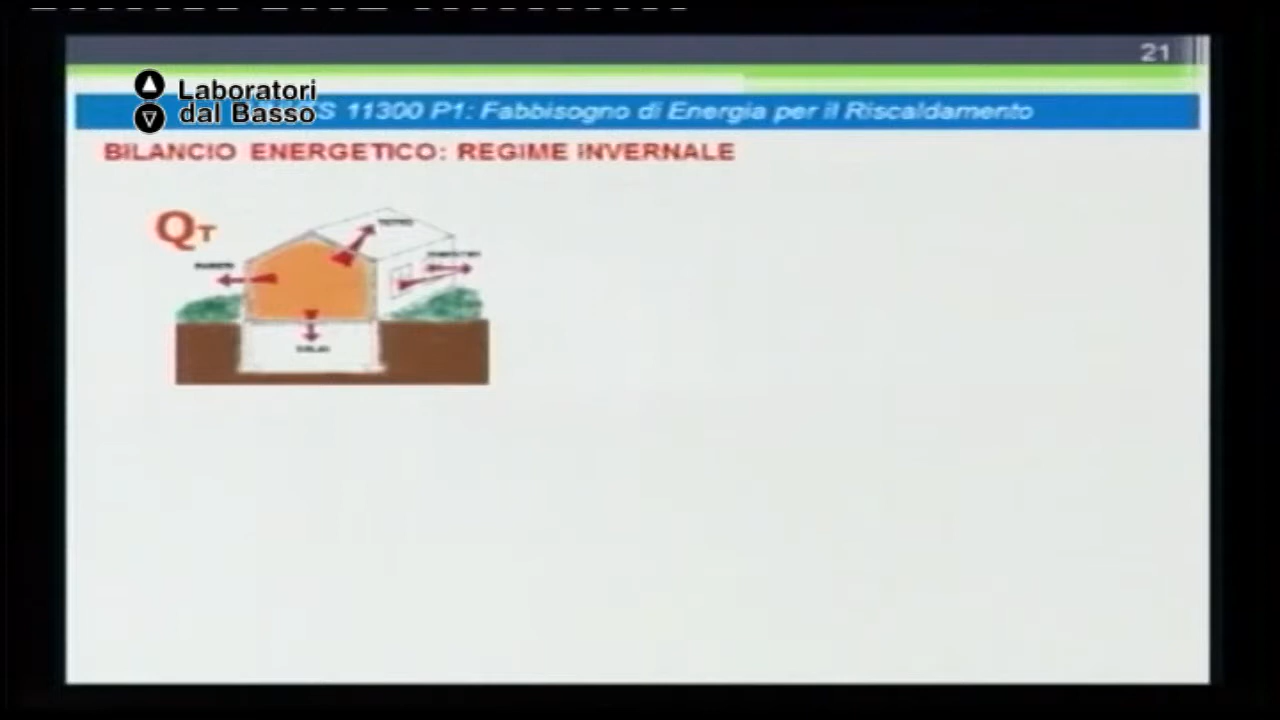 21
Laboratori
dal Basso
S 11300 P1: Fabbisogno di Energia per il Riscaldamento
BILANCIO ENERGETICO: REGIME INVERNALE
QT